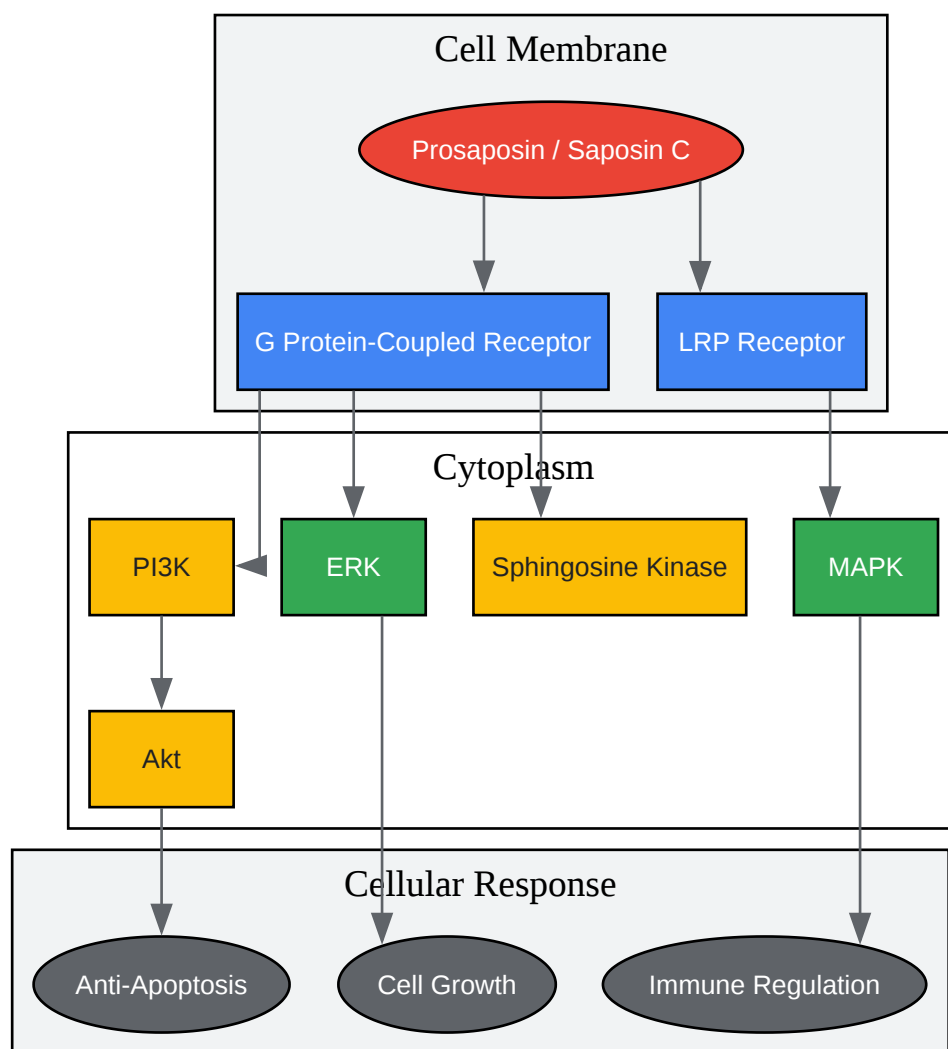 Cell Membrane
Prosaposin / Saposin C
G Protein-Coupled Receptor
LRP Receptor
Cytoplasm
PI3K
ERK
Sphingosine Kinase
MAPK
Akt
Cellular Response
Anti-Apoptosis
Cell Growth
Immune Regulation